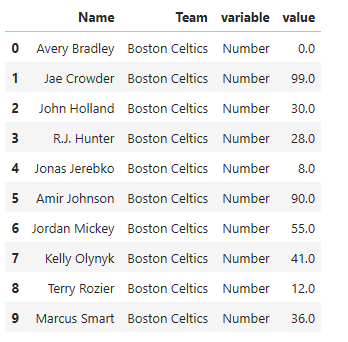 Name Team variable value
0 Avery Bradley Boston Celtics Number 0.0
1 Jae Crowder Boston Celtics Number 99.0
2 John Holland Boston Celtics Number 30.0
3 R.J. Hunter Boston Celtics Number 28.0
4 Jonas Jerebko Boston Celtics Number 8.0
5 Amir Johnson Boston Celtics Number 90.0
6 Jordan Mickey Boston Celtics Number 55.0
7 Kelly Olynyk Boston Celtics Number 41.0
8 Terry Rozier Boston Celtics Number 12.0
9 Marcus Smart Boston Celtics Number 36.0